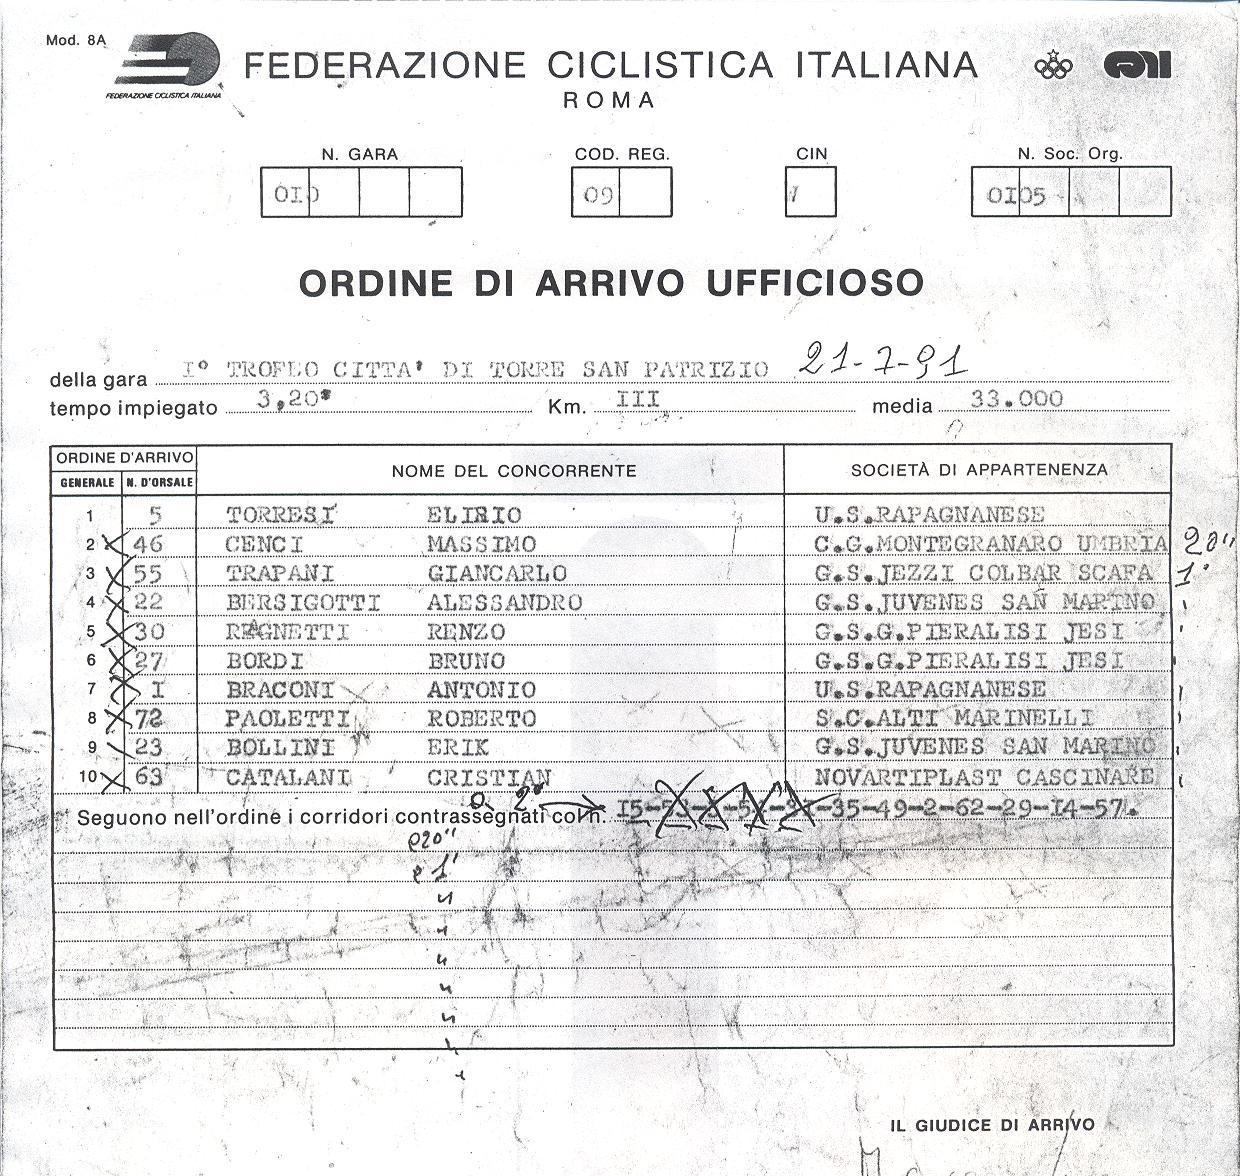 Mod. 8A
FEDERAZIONE CICLISTICA ITALIANA
FEDERAZIONE CICLISTICA ITALIANA
ROMA
N. GARA COD. REG. CIN N. Soc. Org.
OIO 09 OIO5
ORDINE DI ARRIVO UFFICIOSO
della gara I° TROFEO CITTA' DI TORRE SAN PATRIZIO 21-7-91
tempo impiegato 3,20" Km. III media 33.000
ORDINE D'ARRIVO NOME DEL CONCORRENTE SOCIETÀ DI APPARTENENZA
GENERALE N. D'ORSALE
1 5 TORRESI ELIRIO U.S.RAPAGNANESE
2 46 CENCI MASSIMO C.G.MONTEGRANARO UMBRIA 20"
3 55 TRAPANI GIANCARLO G.S.JEZZI COLBAR SCAFA 1'
4 22 BERSIGOTTI ALESSANDRO G.S.JUVENES SAN MARINO
5 30 REGNETTI RENZO G.S.G.PIERALISI JESI
6 27 BORDI BRUNO G.S.G.PIERALISI JESI
7 I BRACONI ANTONIO U.S.RAPAGNANESE
8 72 PAOLETTI ROBERTO S.C.ALTI MARINELLI
9 23 BOLLINI ERIK G.S.JUVENES SAN MARINO
10 63 CATALANI CRISTIAN NOVARTIPLAST CASCINARE
Seguono nell'ordine i corridori contrassegnati col n. I5- -35-49-2-62-29-I4-57.
a 20"
a 1'
IL GIUDICE DI ARRIVO